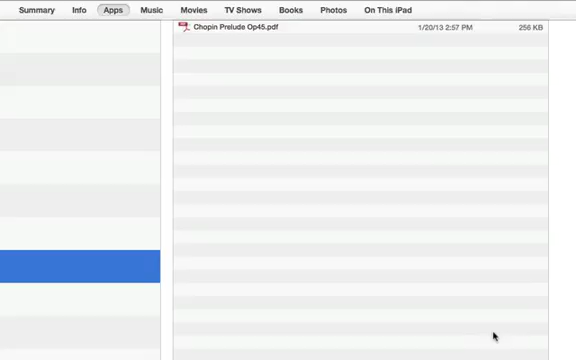 Summary Info Apps Music Movies TV Shows Books Photos On This iPad
Chopin Prelude Op45.pdf 1/20/13 2:57 PM 256 KB